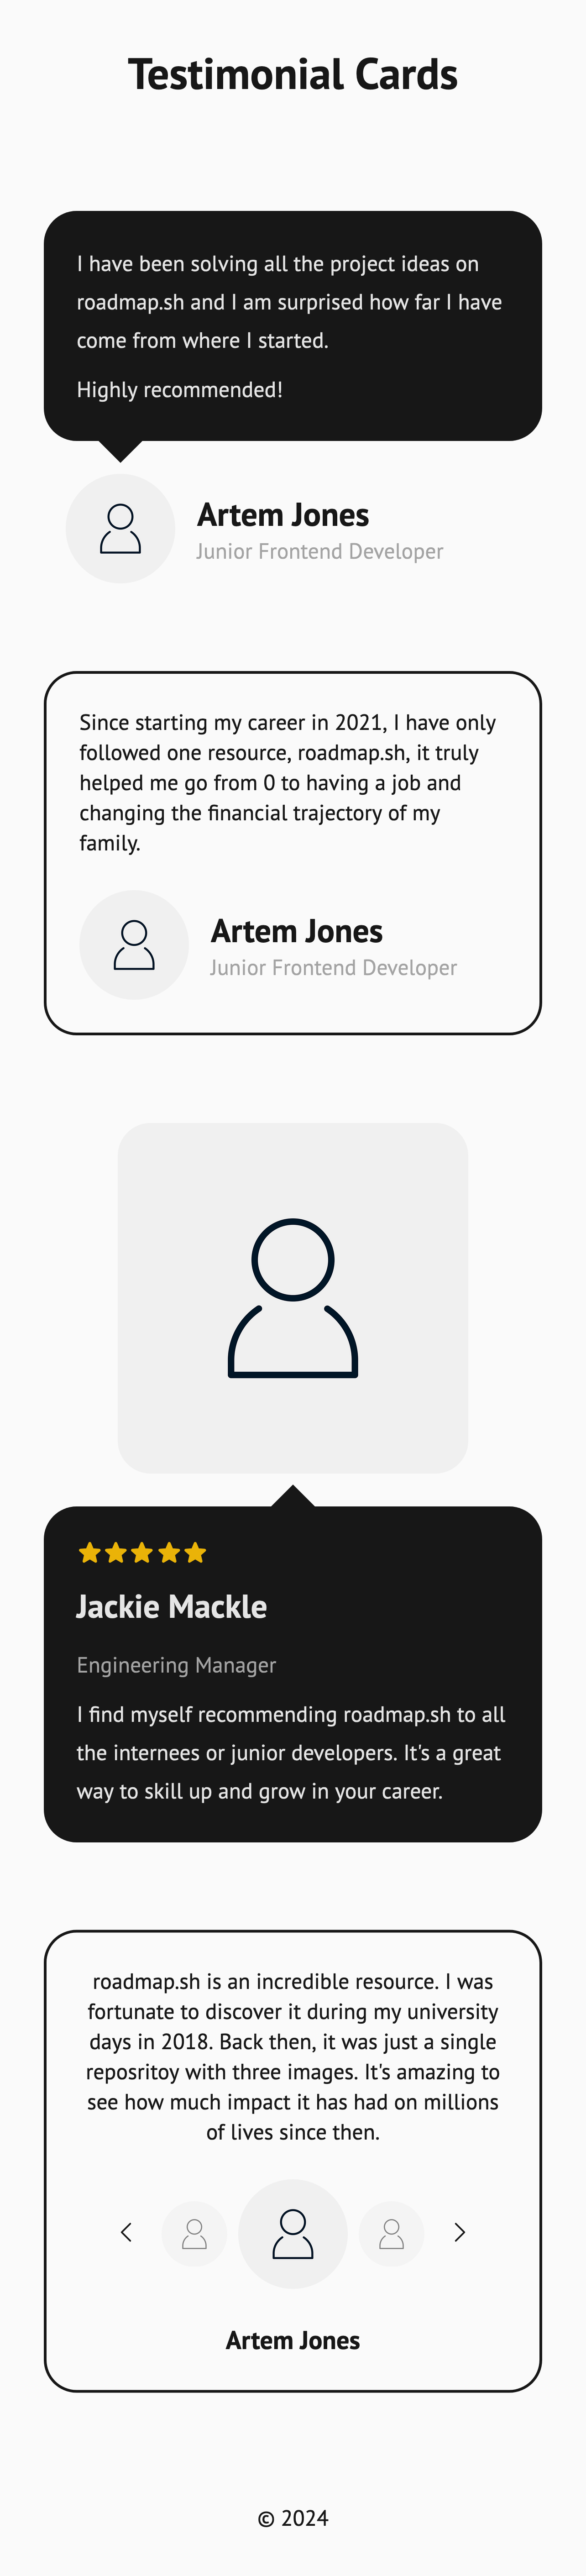 Testimonial Cards
I have been solving all the project ideas on
roadmap.sh and I am surprised how far I have
come from where I started.
Highly recommended!
Artem Jones
Junior Frontend Developer
Since starting my career in 2021, I have only
followed one resource, roadmap.sh, it truly
helped me go from 0 to having a job and
changing the financial trajectory of my
family.
Artem Jones
Junior Frontend Developer
Jackie Mackle
Engineering Manager
I find myself recommending roadmap.sh to all
the internees or junior developers. It's a great
way to skill up and grow in your career.
roadmap.sh is an incredible resource. I was
fortunate to discover it during my university
days in 2018. Back then, it was just a single
reposritoy with three images. It's amazing to
see how much impact it has had on millions
of lives since then.
Artem Jones
© 2024